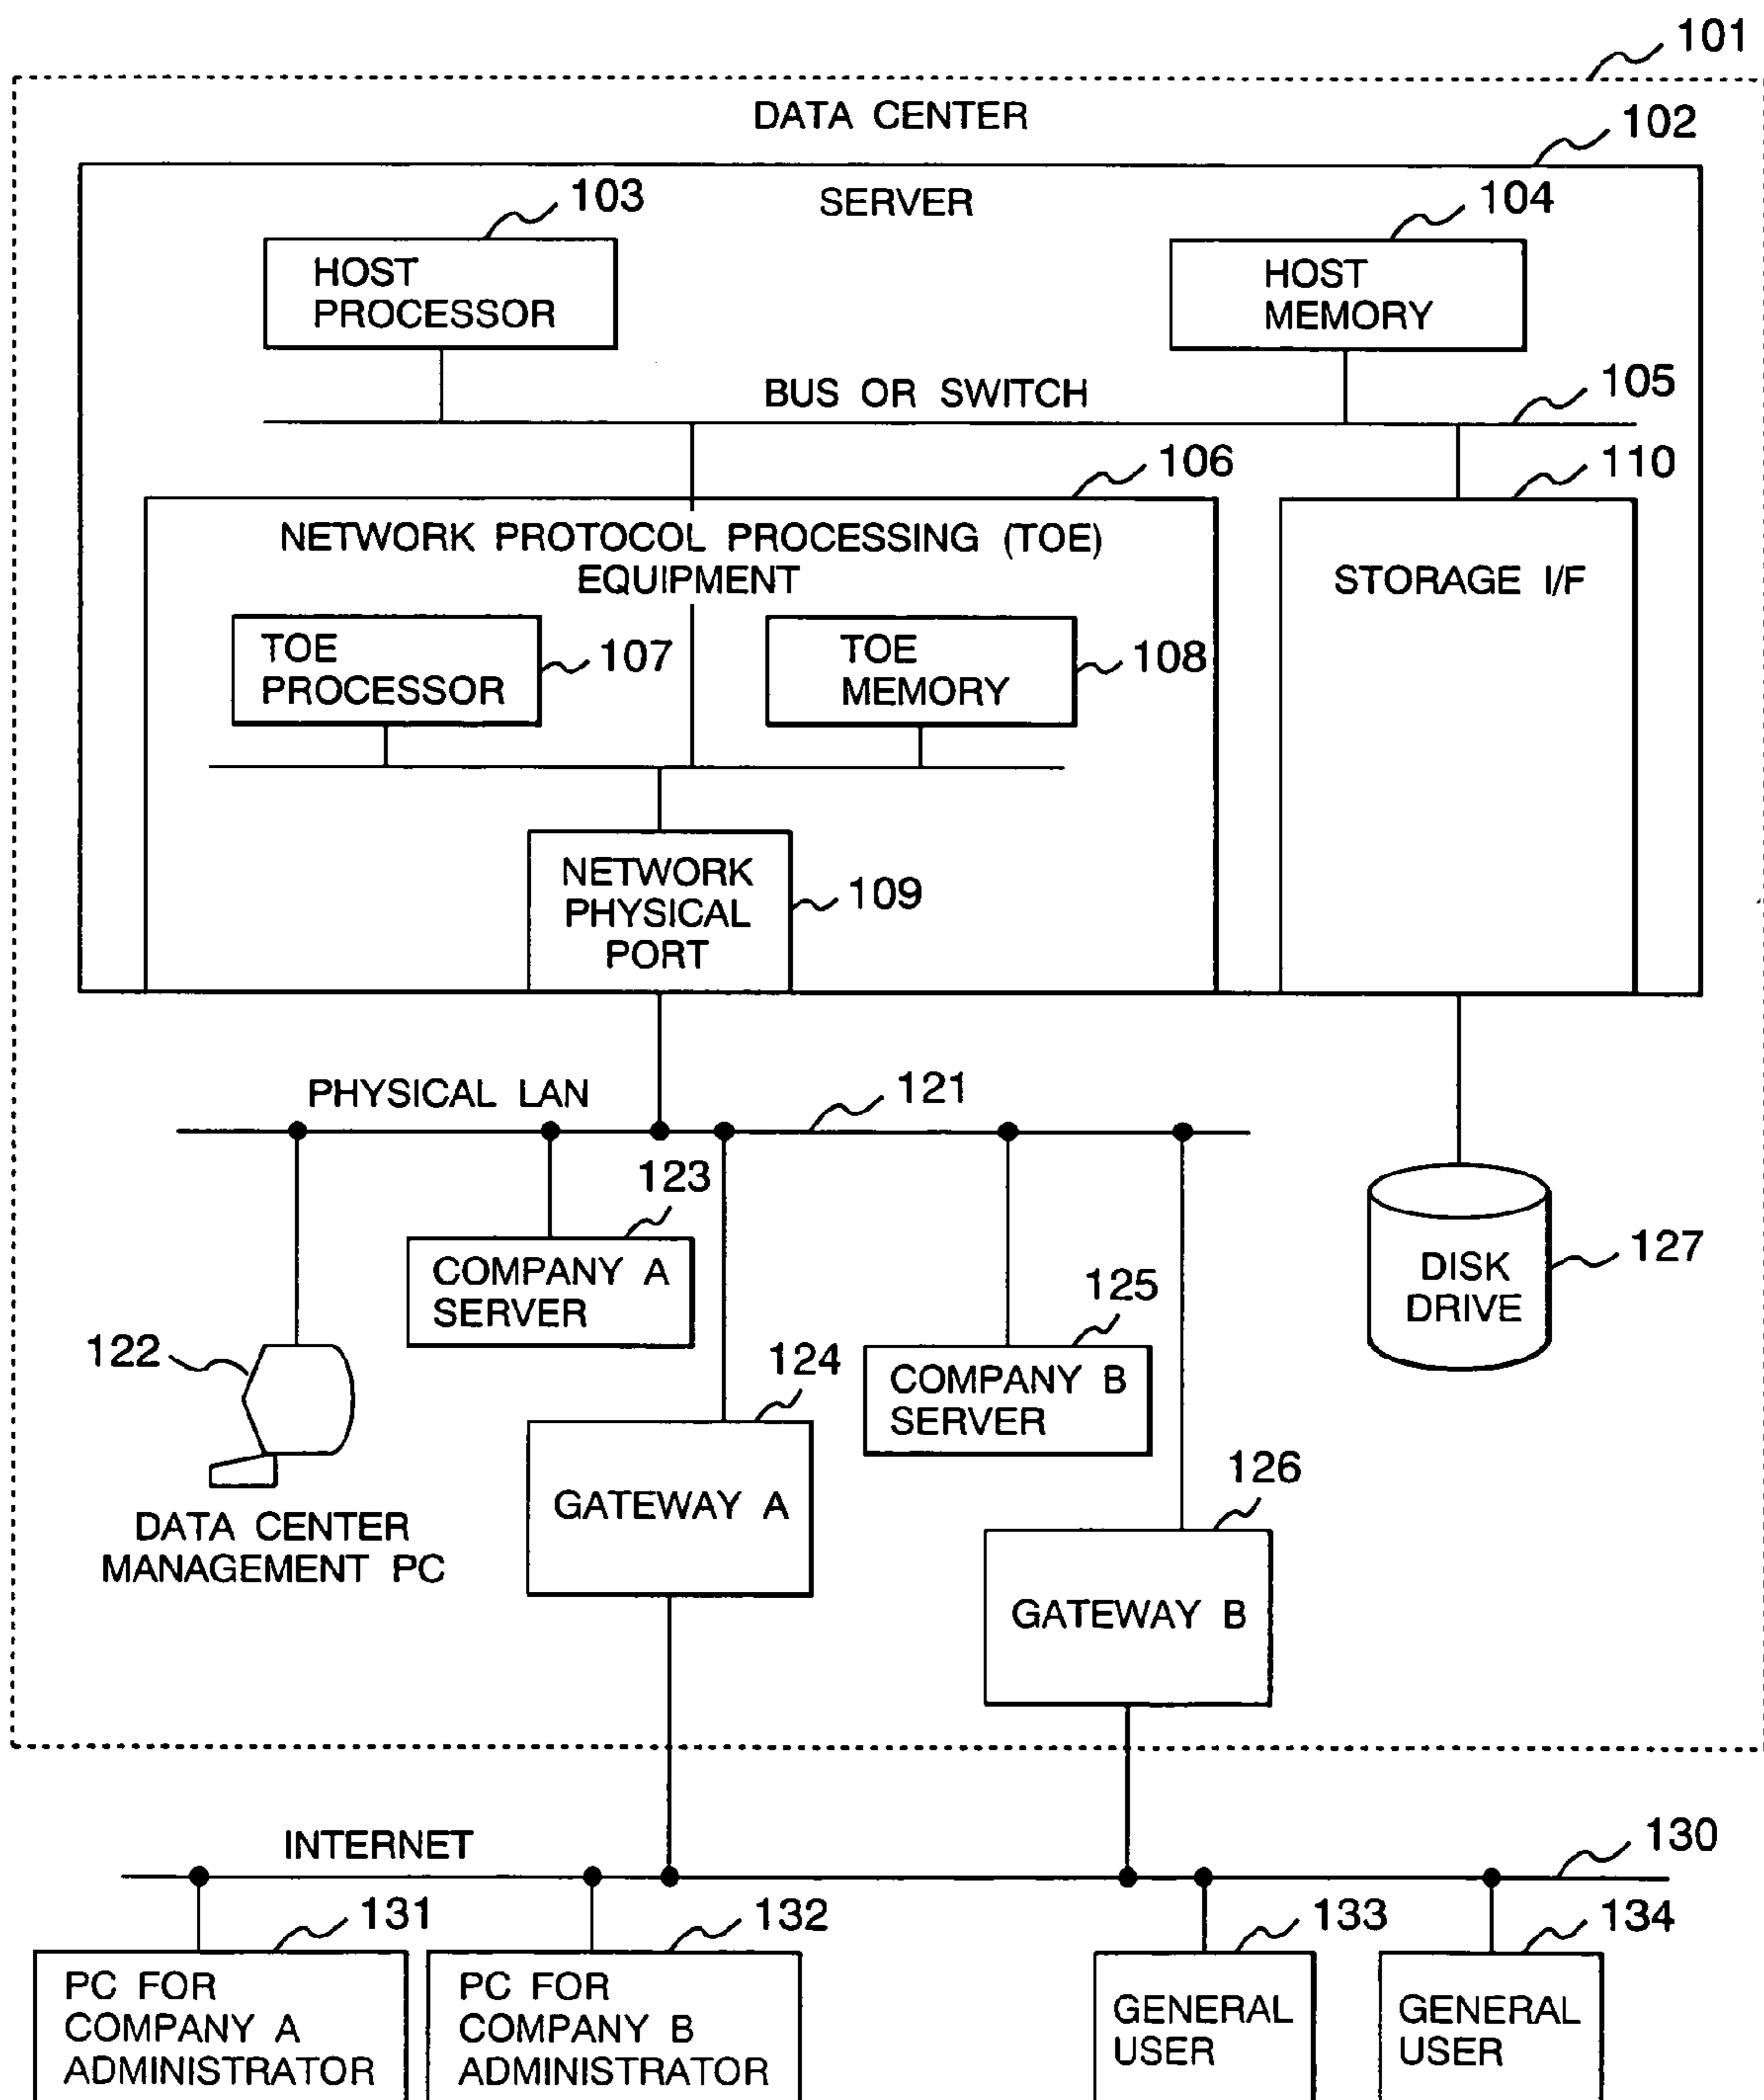 101
DATA CENTER
102
SERVER
103
104
HOST
PROCESSOR
HOST
MEMORY
BUS OR SWITCH
105
106
110
NETWORK PROTOCOL PROCESSING (TOE)
EQUIPMENT
STORAGE I/F
TOE
PROCESSOR
107
TOE
MEMORY
108
NETWORK
PHYSICAL
PORT
109
PHYSICAL LAN
121
123
COMPANY A
SERVER
127
DISK
DRIVE
125
122
124
COMPANY B
SERVER
126
GATEWAY A
DATA CENTER
MANAGEMENT PC
GATEWAY B
INTERNET
130
131
132
133
134
PC FOR
COMPANY A
ADMINISTRATOR
PC FOR
COMPANY B
ADMINISTRATOR
GENERAL
USER
GENERAL
USER